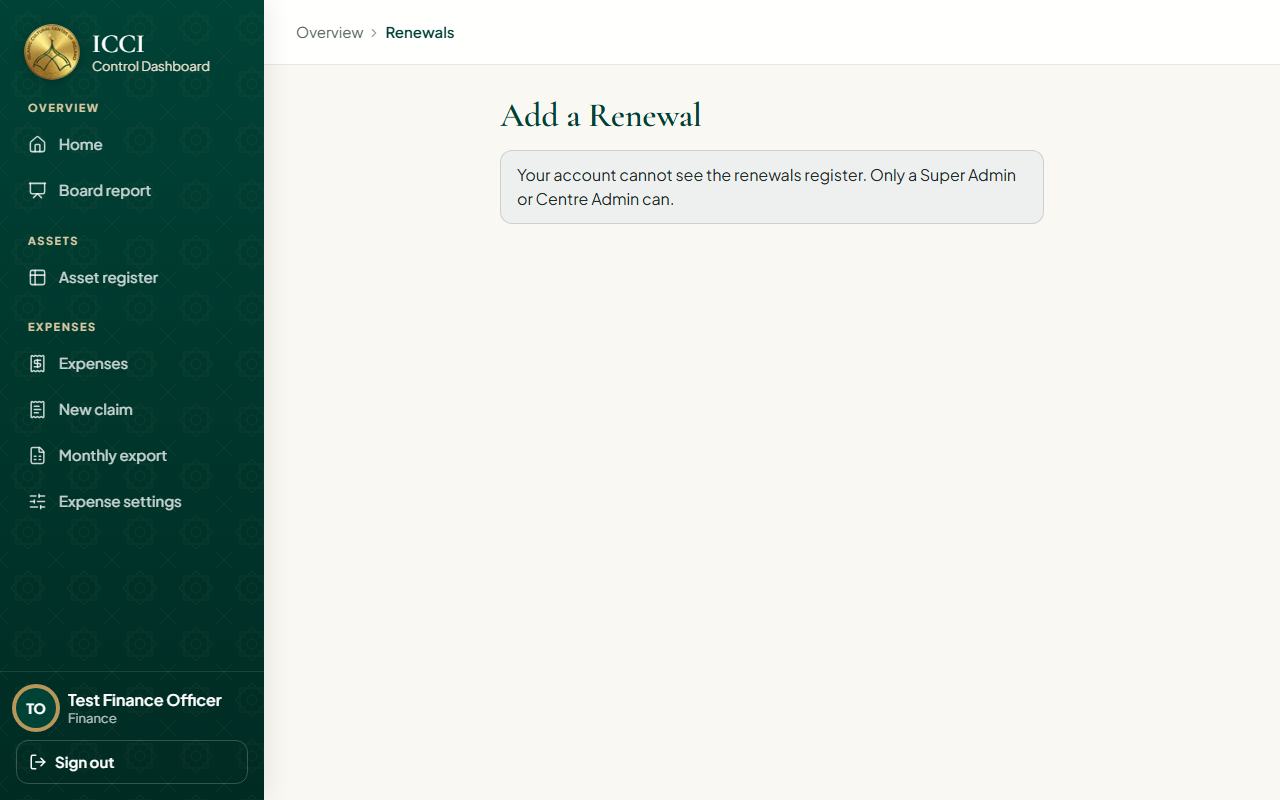 ICCI
Control Dashboard
OVERVIEW
Home
Board report
ASSETS
Asset register
EXPENSES
Expenses
New claim
Monthly export
Expense settings
TO
Test Finance Officer
Finance
Sign out
Overview › Renewals
Add a Renewal
Your account cannot see the renewals register. Only a Super Admin
or Centre Admin can.